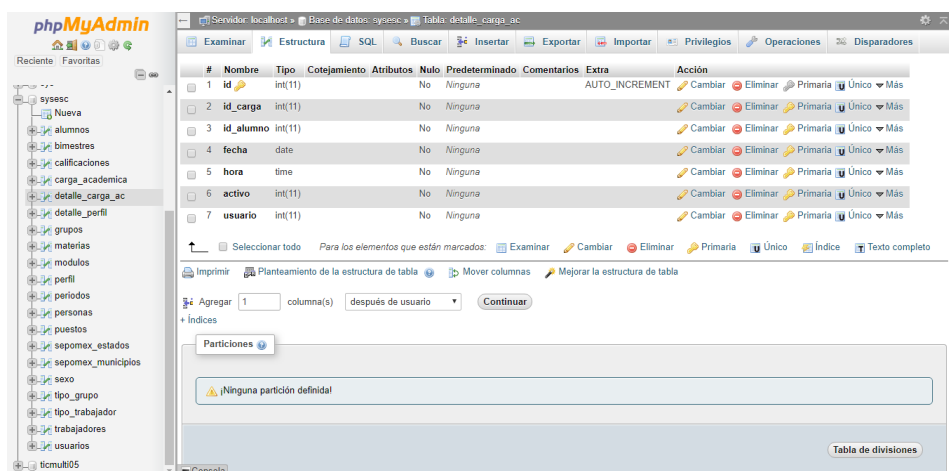 phpMyAdmin
Reciente Favoritas
sysesc
Nueva
alumnos
bimestres
calificaciones
carga_academica
detalle_carga_ac
detalle_perfil
grupos
materias
modulos
perfil
periodos
personas
puestos
sepomex_estados
sepomex_municipios
sexo
tipo_grupo
tipo_trabajador
trabajadores
usuarios
ticmulti05
Servidor: localhost » Base de datos: sysesc » Tabla: detalle_carga_ac
Examinar Estructura SQL Buscar Insertar Exportar Importar Privilegios Operaciones Disparadores
# Nombre Tipo Cotejamiento Atributos Nulo Predeterminado Comentarios Extra Acción
1 id int(11) No Ninguna AUTO_INCREMENT Cambiar Eliminar Primaria Único Más
2 id_carga int(11) No Ninguna Cambiar Eliminar Primaria Único Más
3 id_alumno int(11) No Ninguna Cambiar Eliminar Primaria Único Más
4 fecha date No Ninguna Cambiar Eliminar Primaria Único Más
5 hora time No Ninguna Cambiar Eliminar Primaria Único Más
6 activo int(11) No Ninguna Cambiar Eliminar Primaria Único Más
7 usuario int(11) No Ninguna Cambiar Eliminar Primaria Único Más
Seleccionar todo Para los elementos que están marcados: Examinar Cambiar Eliminar Primaria Único Índice Texto completo
Imprimir Planteamiento de la estructura de tabla Mover columnas Mejorar la estructura de tabla
Agregar 1 columna(s) después de usuario Continuar
+ Índices
Particiones
¡Ninguna partición definida!
Tabla de divisiones
Consola